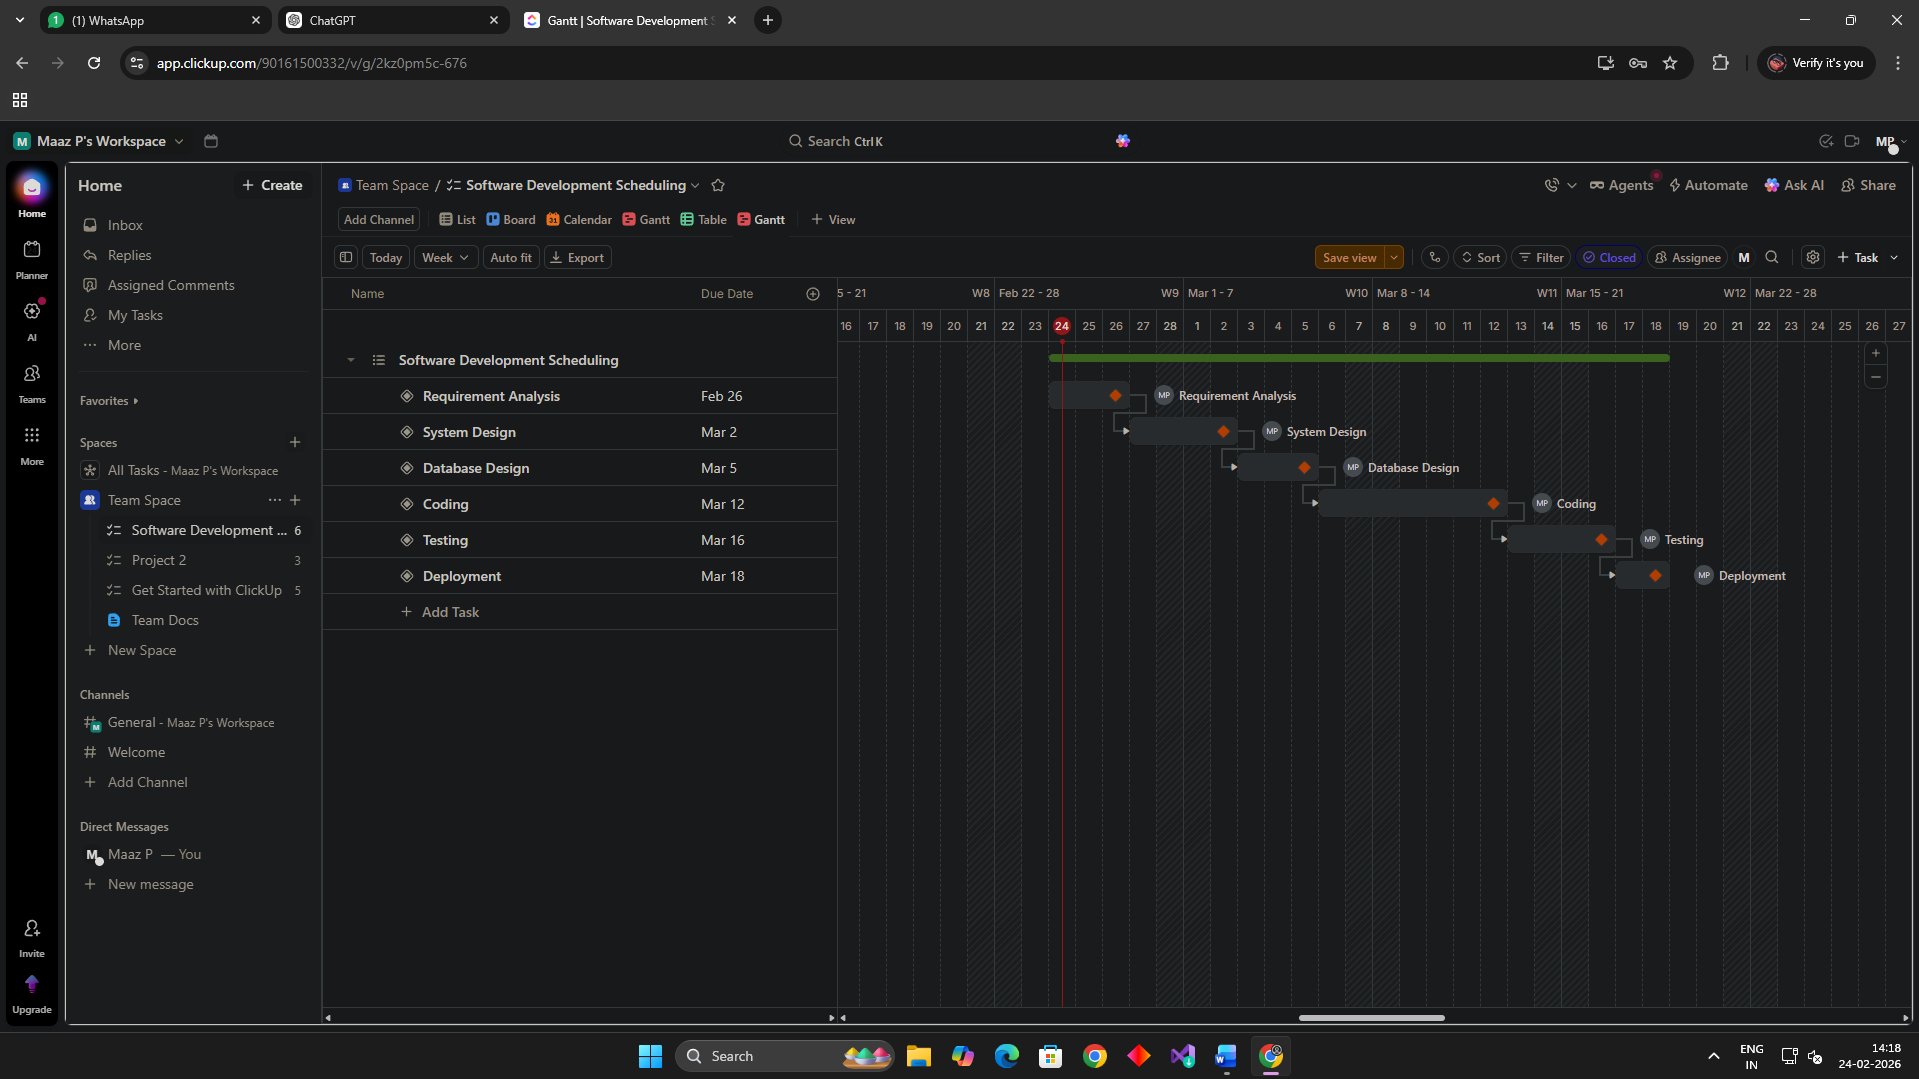 1
(1) WhatsApp
ChatGPT
Gantt | Software Development S
app.clickup.com/90161500332/v/g/2kz0pm5c-676
Verify it's you
M Maaz P's Workspace
Search Ctrl K
MP
Home
Planner
AI
Teams
More
Invite
Upgrade
Home
+ Create
Inbox
Replies
Assigned Comments
My Tasks
More
Favorites
Spaces
All Tasks - Maaz P's Workspace
Team Space
Software Development ... 6
Project 2 3
Get Started with ClickUp 5
Team Docs
+ New Space
Channels
# General - Maaz P's Workspace
M
# Welcome
+ Add Channel
Direct Messages
M Maaz P — You
+ New message
Team Space / Software Development Scheduling
Agents Automate Ask AI Share
Add Channel List Board 31 Calendar Gantt Table Gantt + View
Today Week Auto fit Export
Save view Sort Filter Closed Assignee M + Task
Name Due Date
5 - 21 W8 Feb 22 - 28 W9 Mar 1 - 7 W10 Mar 8 - 14 W11 Mar 15 - 21 W12 Mar 22 - 28
16 17 18 19 20 21 22 23 24 25 26 27 28 1 2 3 4 5 6 7 8 9 10 11 12 13 14 15 16 17 18 19 20 21 22 23 24 25 26 27
Software Development Scheduling
+
−
Requirement Analysis Feb 26
MP Requirement Analysis
System Design Mar 2
MP System Design
Database Design Mar 5
MP Database Design
Coding Mar 12
MP Coding
Testing Mar 16
MP Testing
Deployment Mar 18
MP Deployment
+ Add Task
Search
W
ENG
IN
14:18
24-02-2026